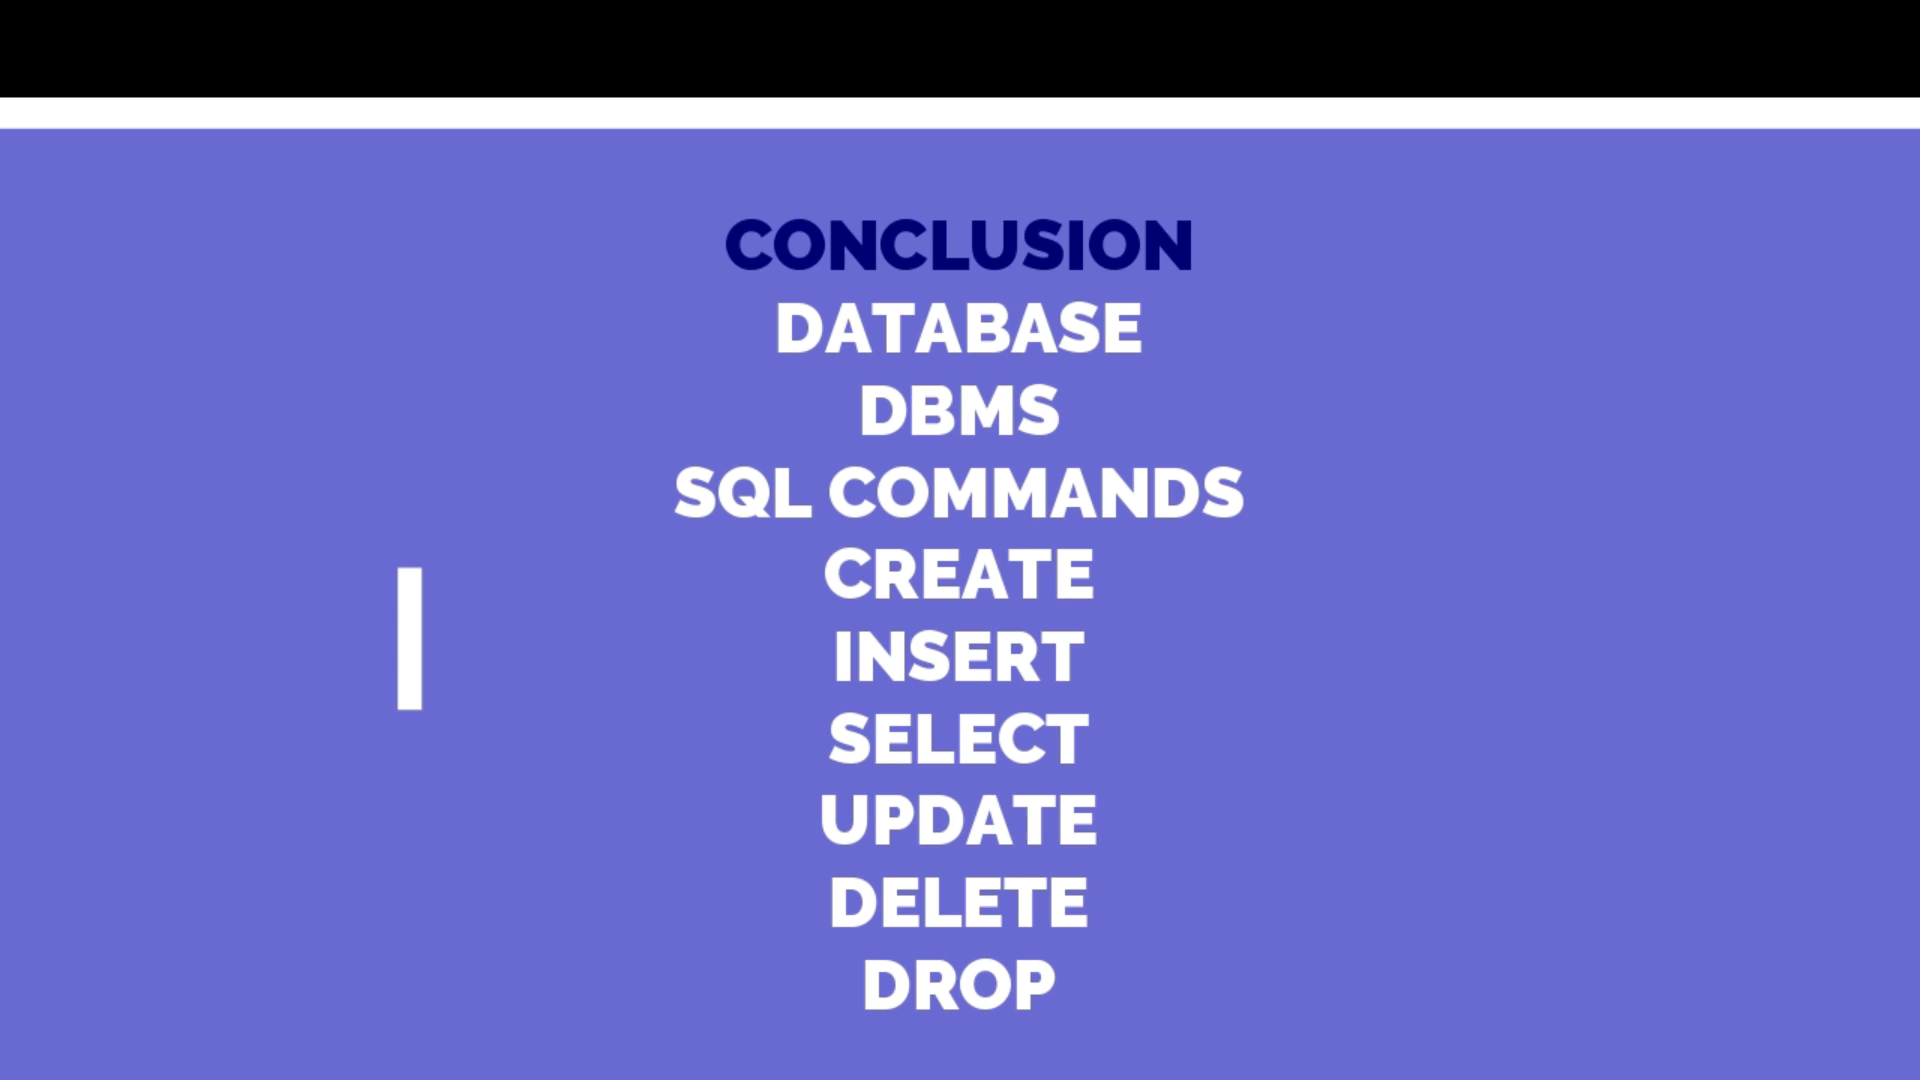 CONCLUSION
DATABASE
DBMS
SQL COMMANDS
CREATE
INSERT
SELECT
UPDATE
DELETE
DROP